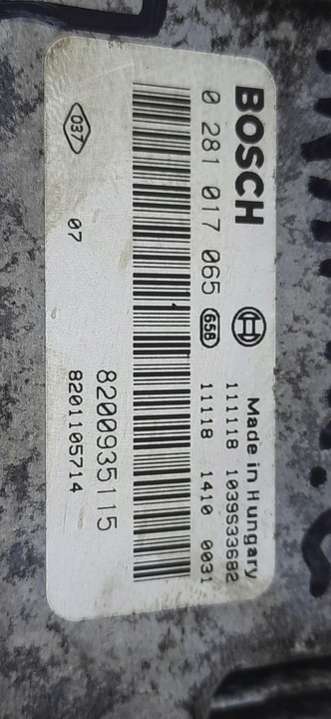 BOSCH
Made in Hungary
111118 1039S33682
0 281 017 065 658 11118 1410 0031
8200935115
037 07 8201105714